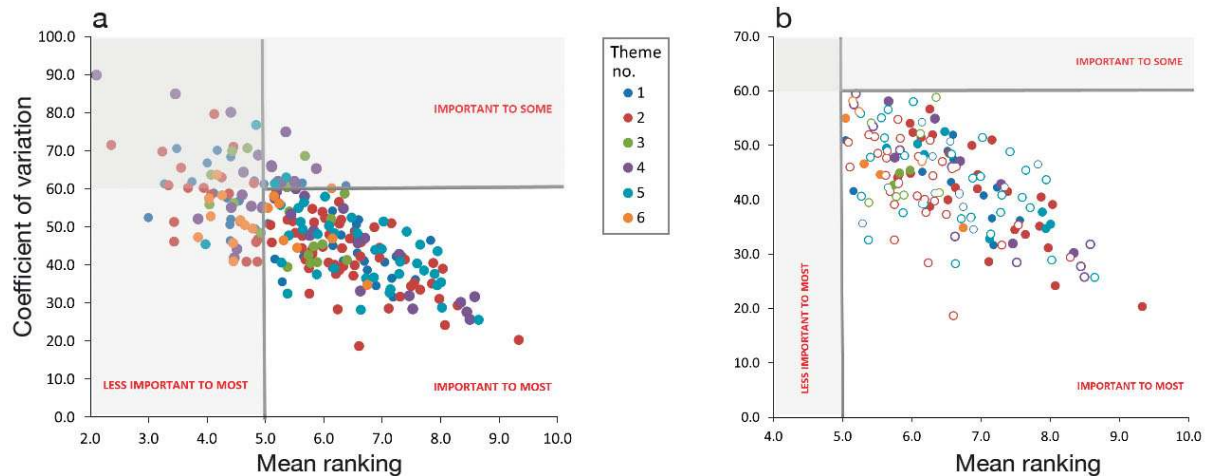 a
Coefficient of variation
100.0
90.0
80.0
70.0
60.0
50.0
40.0
30.0
20.0
10.0
0.0
IMPORTANT TO SOME
LESS IMPORTANT TO MOST
IMPORTANT TO MOST
2.0 3.0 4.0 5.0 6.0 7.0 8.0 9.0 10.0
Mean ranking
Theme
no.
1
2
3
4
5
6
b
70.0
60.0
50.0
40.0
30.0
20.0
10.0
0.0
IMPORTANT TO SOME
LESS IMPORTANT TO MOST
IMPORTANT TO MOST
4.0 5.0 6.0 7.0 8.0 9.0 10.0
Mean ranking